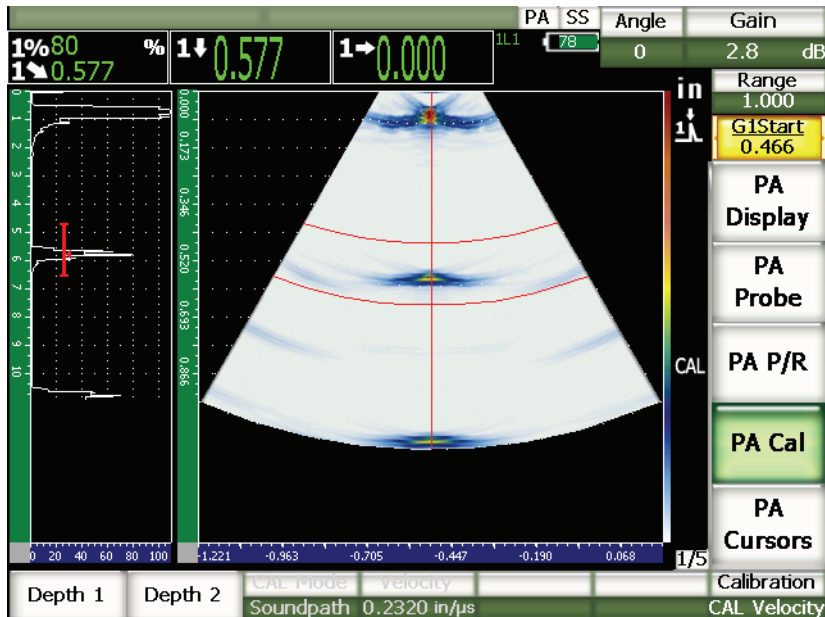 PA SS Angle Gain
1%80 %
1 0.577
1 0.577
1 0.000
1L1
78
0
2.8 dB
in
Range
1.000
1
G1Start
0.466
PA Display
PA Probe
PA P/R
PA Cal
PA Cursors
CAL
0 1 2 3 4 5 6 7 8 9 10
0.000 0.173 0.346 0.520 0.693 0.866
0 20 40 60 80 100
-1.221 -0.963 -0.705 -0.447 -0.190 0.068
1/5
Depth 1
Depth 2
CAL Mode
Velocity
Calibration
Soundpath
0.2320 in/µs
CAL Velocity